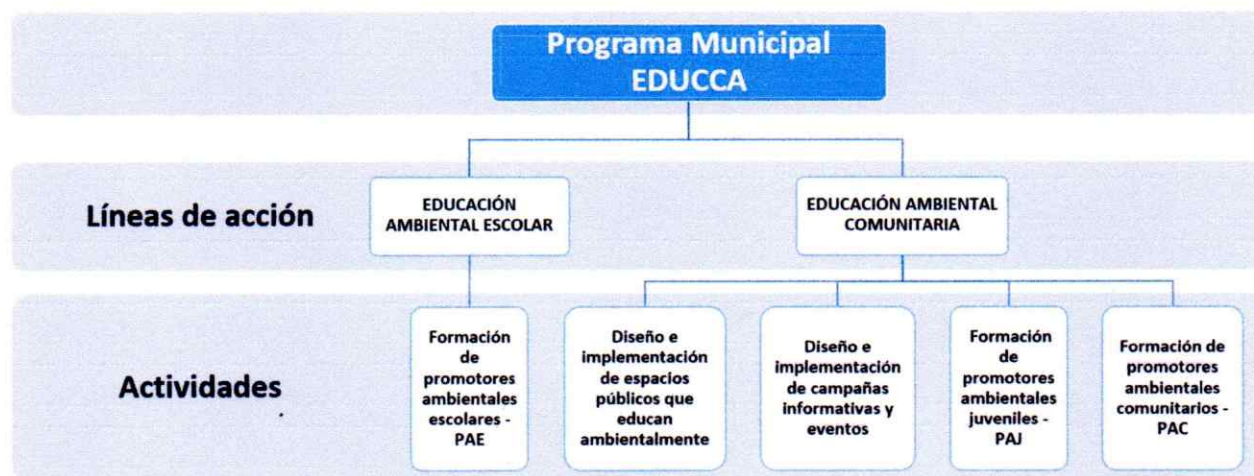 Programa Municipal
EDUCCA
Líneas de acción
EDUCACIÓN
AMBIENTAL ESCOLAR
EDUCACIÓN AMBIENTAL
COMUNITARIA
Actividades
Formación
de
promotores
ambientales
escolares -
PAE
Diseño e
implementación
de espacios
públicos que
educan
ambientalmente
Diseño e
implementación
de campañas
informativas y
eventos
Formación
de
promotores
ambientales
juveniles -
PAJ
Formación de
promotores
ambientales
comunitarios -
PAC